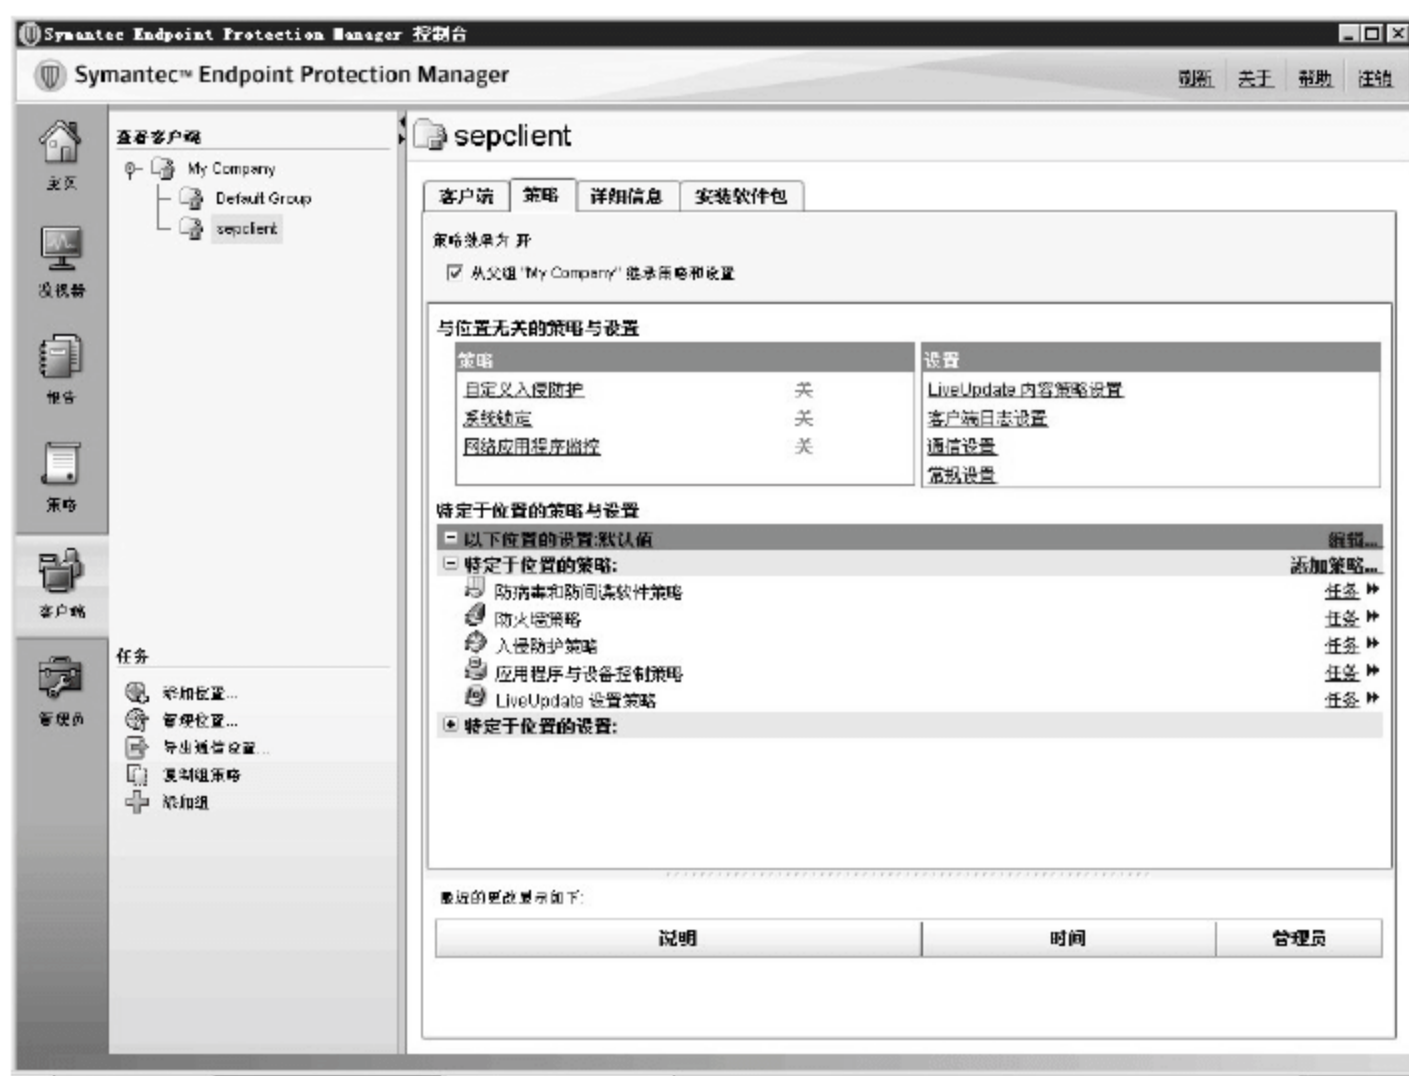 Symantec Endpoint Protection Manager 控制台
Symantec™ Endpoint Protection Manager
刷新 关于 帮助 注销
主页
监视器
报告
策略
客户端
管理员
查看客户端
My Company
Default Group
sepclient
任务
添加位置...
管理位置...
导出通信设置...
复制组策略
添加组
sepclient
客户端 策略 详细信息 安装软件包
策略效果为 开
从父组 "My Company" 继承策略和设置
与位置无关的策略与设置
策略
自定义入侵防护 关
系统锁定 关
网络应用程序监控 关
设置
LiveUpdate 内容策略设置
客户端日志设置
通信设置
常规设置
特定于位置的策略与设置
以下位置的设置:默认值 编辑...
特定于位置的策略: 添加策略...
防病毒和防间谍软件策略 任务
防火墙策略 任务
入侵防护策略 任务
应用程序与设备控制策略 任务
LiveUpdate 设置策略 任务
特定于位置的设置:
最近的更改显示如下:
说明 时间 管理员